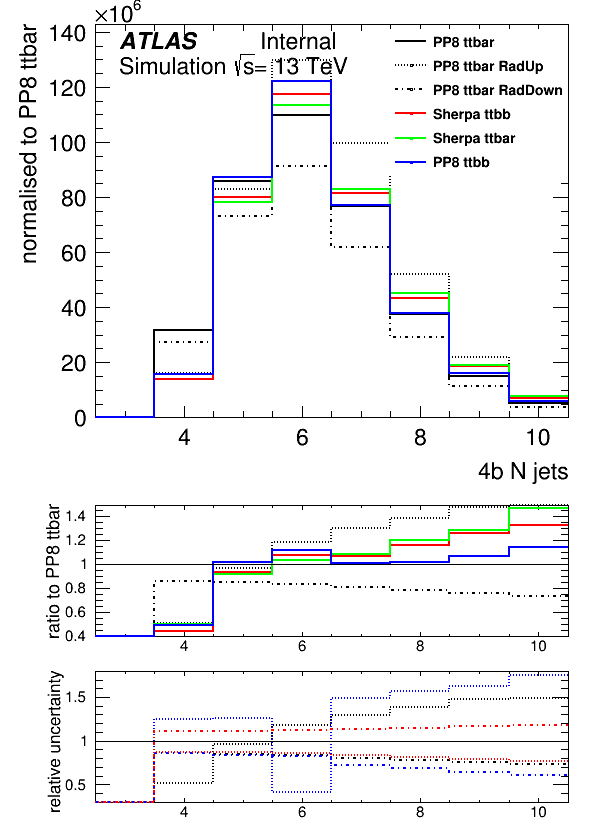 ×10⁶
normalised to PP8 ttbar
140
120
100
80
60
40
20
0
ATLAS Internal
Simulation √s= 13 TeV
PP8 ttbar
PP8 ttbar RadUp
PP8 ttbar RadDown
Sherpa ttbb
Sherpa ttbar
PP8 ttbb
4 6 8 10
4b N jets
ratio to PP8 ttbar
1.4
1.2
1
0.8
0.6
0.4
4 6 8 10
relative uncertainty
1.5
1
0.5
4 6 8 10